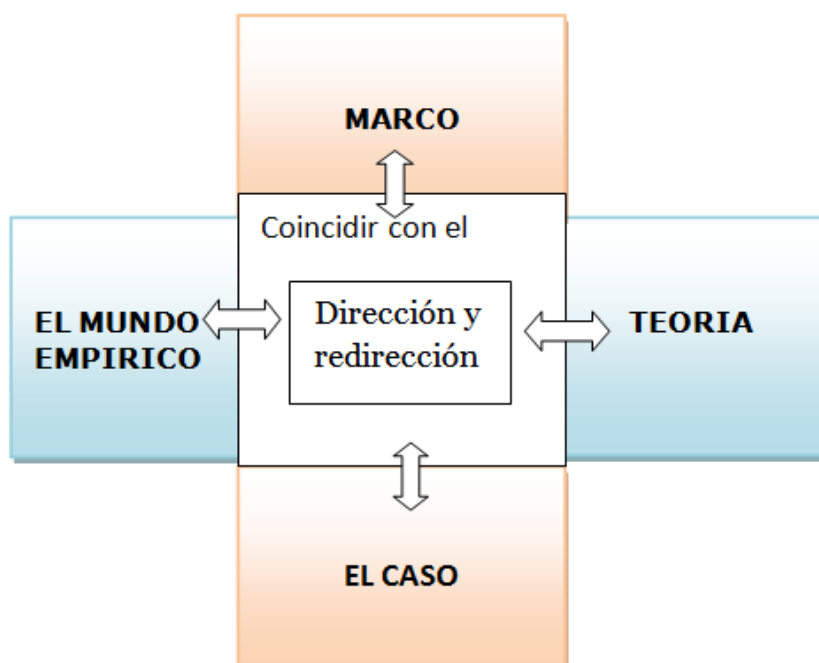 MARCO
Coincidir con el
EL MUNDO
EMPIRICO
Dirección y
redirección
TEORIA
EL CASO